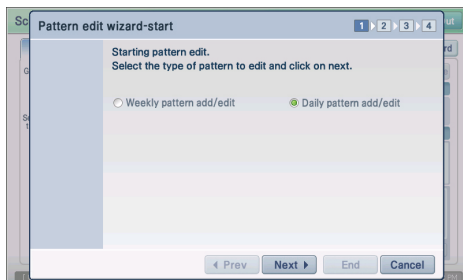 Pattern edit wizard-start
1 2 3 4
Starting pattern edit.
Select the type of pattern to edit and click on next.
Weekly pattern add/edit Daily pattern add/edit
Prev Next End Cancel